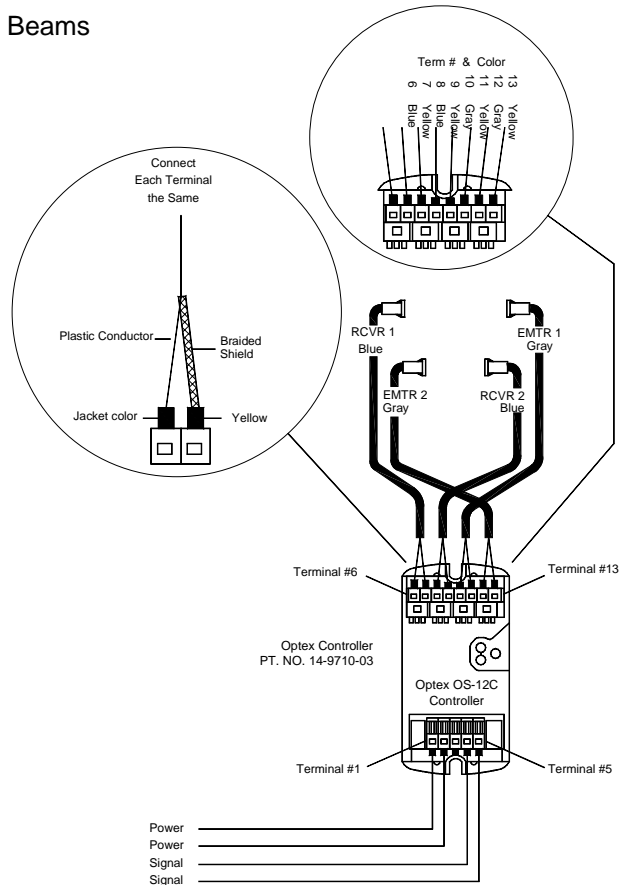 Beams
Term # & Color
6 Blue
7 Yellow
8 Blue
9 Yellow
10 Gray
11 Yellow
12 Gray
13 Yellow
Connect
Each Terminal
the Same
Plastic Conductor
Braided
Shield
Jacket color
Yellow
RCVR 1
Blue
EMTR 1
Gray
EMTR 2
Gray
RCVR 2
Blue
Terminal #6
Terminal #13
Optex Controller
PT. NO. 14-9710-03
Optex OS-12C
Controller
Terminal #1
Terminal #5
Power
Power
Signal
Signal